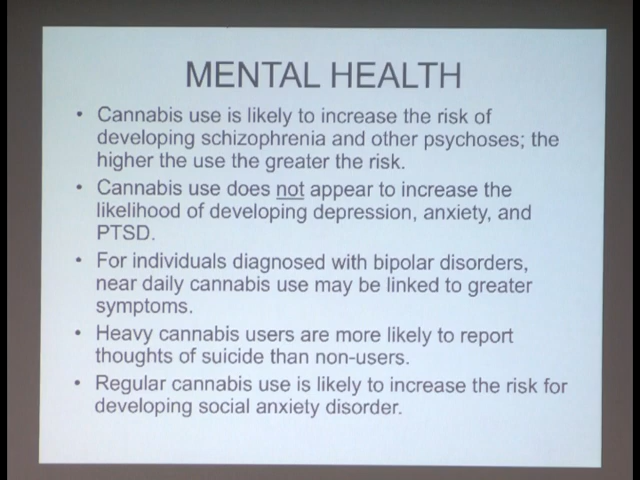 MENTAL HEALTH
• Cannabis use is likely to increase the risk of
developing schizophrenia and other psychoses; the
higher the use the greater the risk.
• Cannabis use does not appear to increase the
likelihood of developing depression, anxiety, and
PTSD.
• For individuals diagnosed with bipolar disorders,
near daily cannabis use may be linked to greater
symptoms.
• Heavy cannabis users are more likely to report
thoughts of suicide than non-users.
• Regular cannabis use is likely to increase the risk for
developing social anxiety disorder.